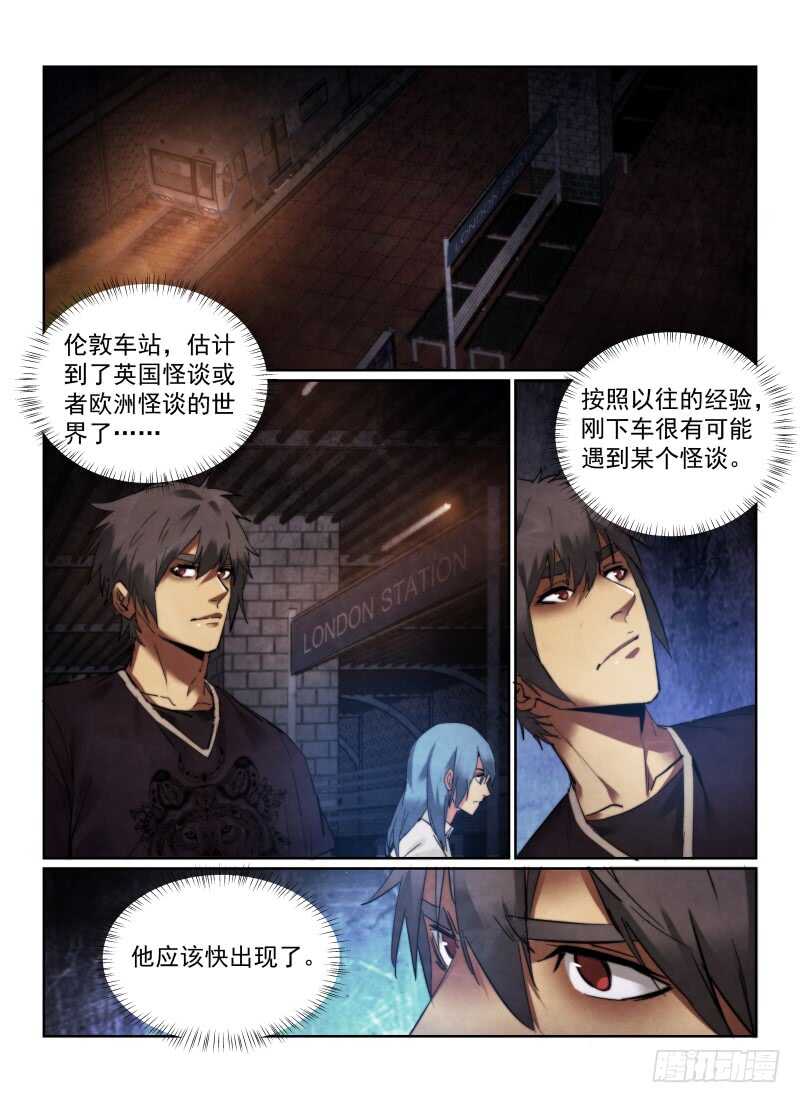 LONDON STATION
伦敦车站，估计
到了英国怪谈或
者欧洲怪谈的世
界了……
按照以往的经验，
刚下车很有可能
遇到某个怪谈。
LONDON STATION
他应该快出现了。
腾讯动漫